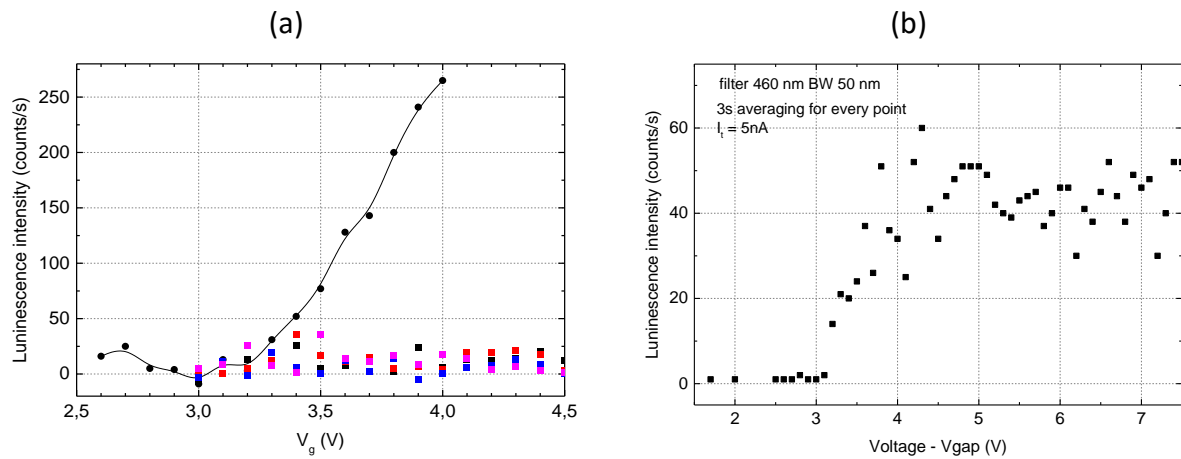 (a)
(b)
Luninescence intensity (counts/s)
250
200
150
100
50
0
2,5
3,0
3,5
4,0
4,5
V_g (V)
Luninescence intensity (counts/s)
filter 460 nm BW 50 nm
3s averaging for every point
I_t = 5nA
60
40
20
0
2
3
4
5
6
7
Voltage - Vgap (V)